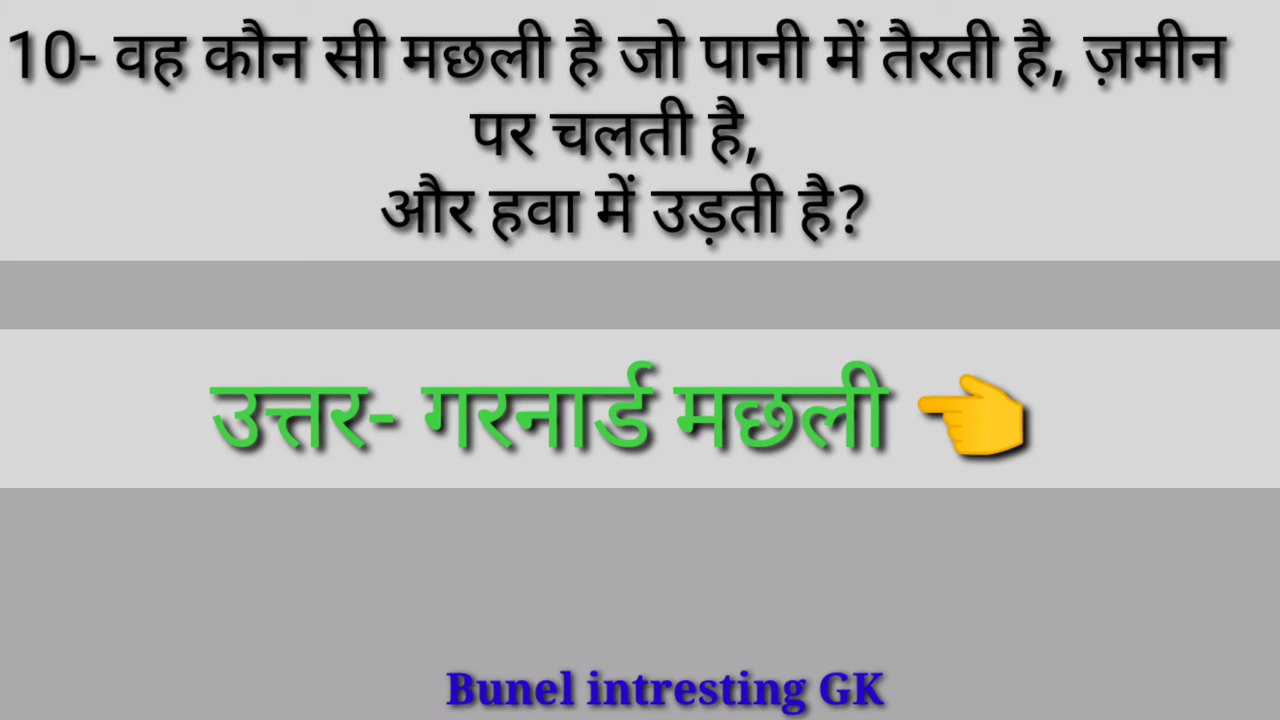 10- वह कौन सी मछली है जो पानी में तैरती है, ज़मीन
पर चलती है,
और हवा में उड़ती है?
उत्तर- गरनार्ड मछली 👈
Bunel intresting GK